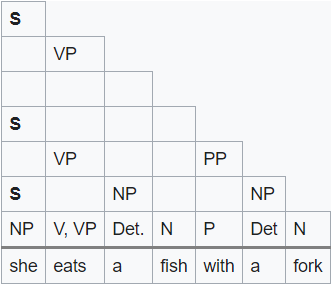 S
VP
S
VP PP
S NP NP
NP V, VP Det. N P Det N
she eats a fish with a fork